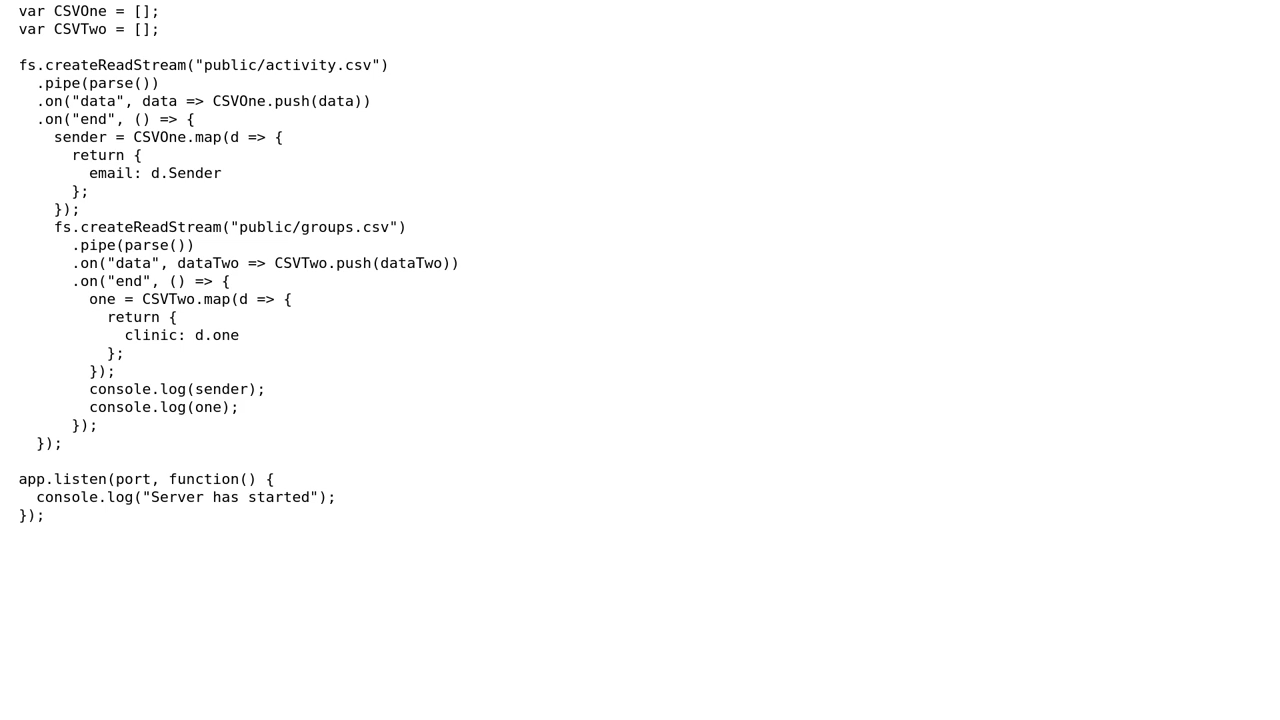 var CSVOne = [];
var CSVTwo = [];

fs.createReadStream("public/activity.csv")
  .pipe(parse())
  .on("data", data => CSVOne.push(data))
  .on("end", () => {
    sender = CSVOne.map(d => {
      return {
        email: d.Sender
      };
    });
    fs.createReadStream("public/groups.csv")
      .pipe(parse())
      .on("data", dataTwo => CSVTwo.push(dataTwo))
      .on("end", () => {
        one = CSVTwo.map(d => {
          return {
            clinic: d.one
          };
        });
        console.log(sender);
        console.log(one);
      });
  });

app.listen(port, function() {
  console.log("Server has started");
});